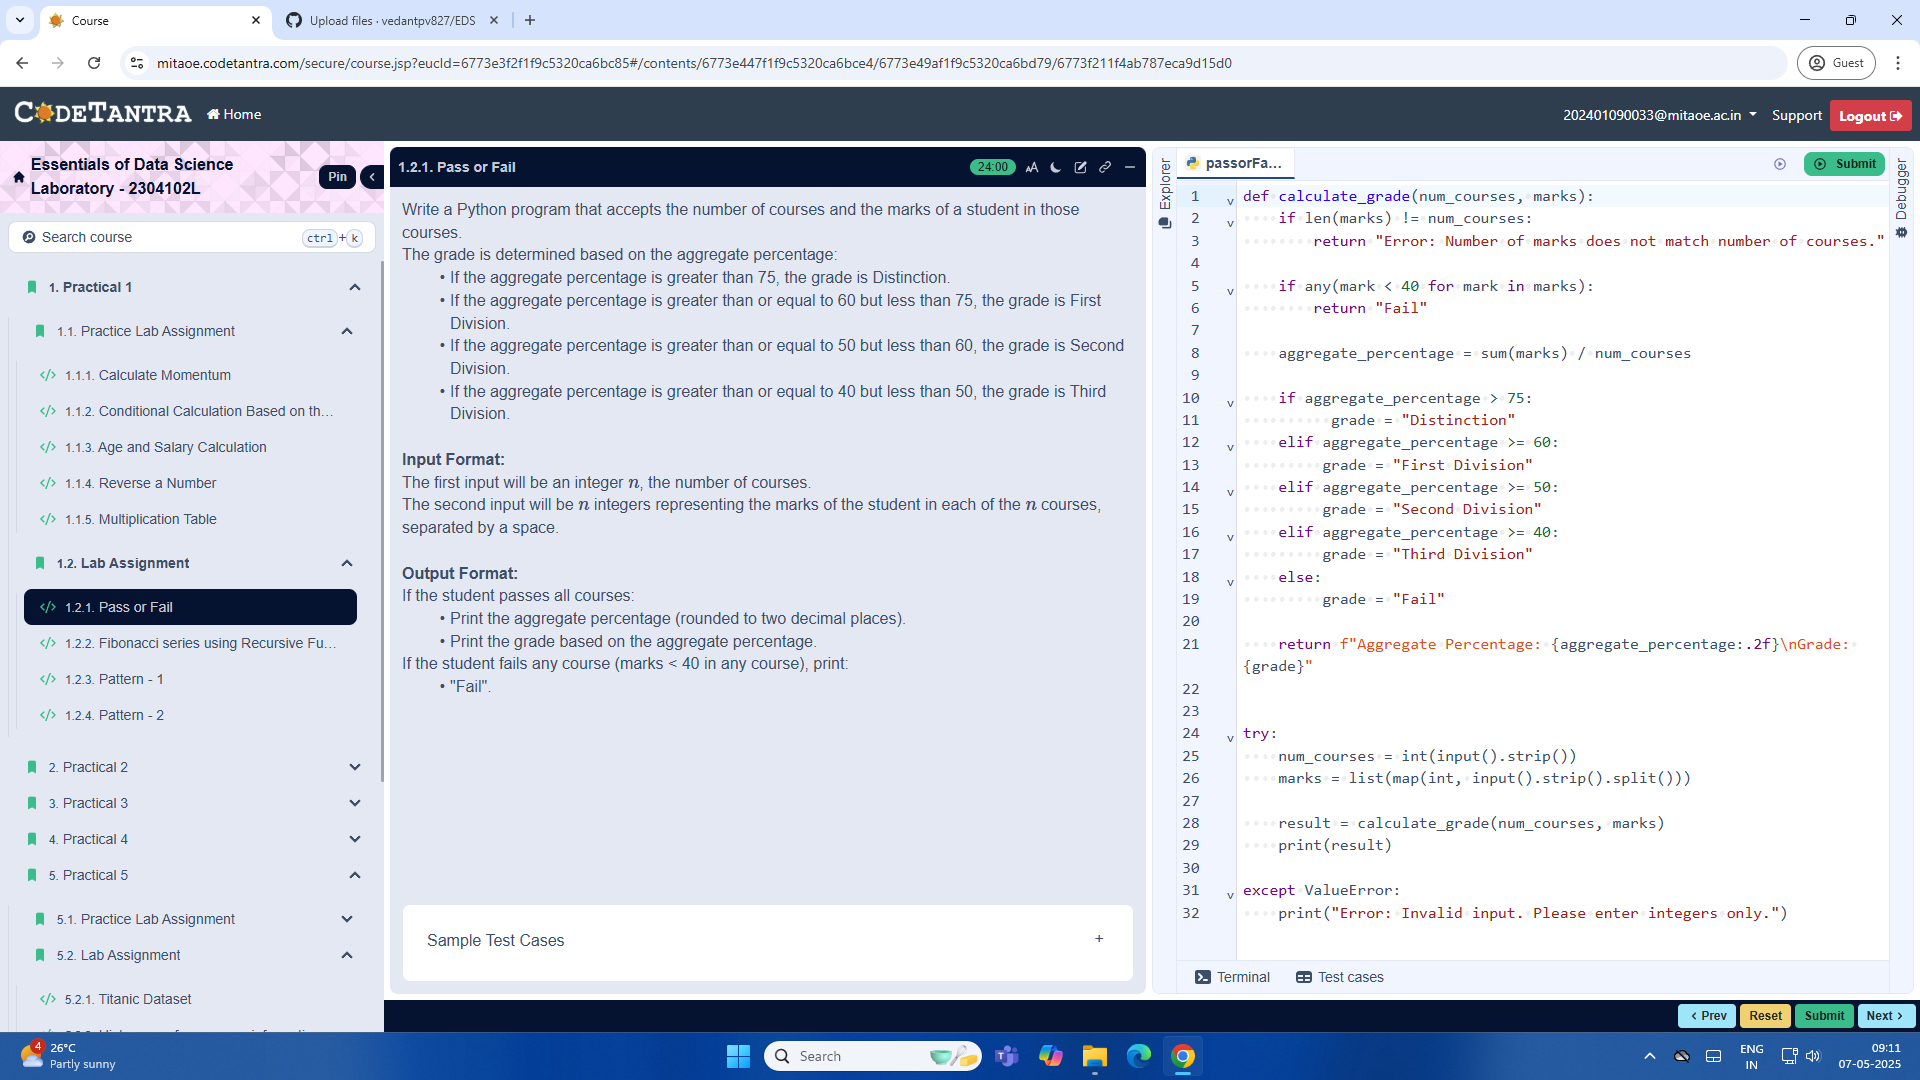 Course
Upload files · vedantpv827/EDS
mitaoe.codetantra.com/secure/course.jsp?eucId=6773e3f2f1f9c5320ca6bc85#/contents/6773e447f1f9c5320ca6bce4/6773e49af1f9c5320ca6bd79/6773f211f4ab787eca9d15d0
Guest
CODETANTRA
Home
202401090033@mitaoe.ac.in
Support
Logout
Essentials of Data Science
Laboratory - 2304102L
Pin
Search course
ctrl + k
1. Practical 1
1.1. Practice Lab Assignment
1.1.1. Calculate Momentum
1.1.2. Conditional Calculation Based on th...
1.1.3. Age and Salary Calculation
1.1.4. Reverse a Number
1.1.5. Multiplication Table
1.2. Lab Assignment
1.2.1. Pass or Fail
1.2.2. Fibonacci series using Recursive Fu...
1.2.3. Pattern - 1
1.2.4. Pattern - 2
2. Practical 2
3. Practical 3
4. Practical 4
5. Practical 5
5.1. Practice Lab Assignment
5.2. Lab Assignment
5.2.1. Titanic Dataset
1.2.1. Pass or Fail
24:00
AA
Write a Python program that accepts the number of courses and the marks of a student in those
courses.
The grade is determined based on the aggregate percentage:
• If the aggregate percentage is greater than 75, the grade is Distinction.
• If the aggregate percentage is greater than or equal to 60 but less than 75, the grade is First
Division.
• If the aggregate percentage is greater than or equal to 50 but less than 60, the grade is Second
Division.
• If the aggregate percentage is greater than or equal to 40 but less than 50, the grade is Third
Division.
Input Format:
The first input will be an integer n, the number of courses.
The second input will be n integers representing the marks of the student in each of the n courses,
separated by a space.
Output Format:
If the student passes all courses:
• Print the aggregate percentage (rounded to two decimal places).
• Print the grade based on the aggregate percentage.
If the student fails any course (marks < 40 in any course), print:
• "Fail".
Sample Test Cases
+
Explorer
passorFa...
Submit
Debugger
1 def calculate_grade(num_courses, marks):
2     if len(marks) != num_courses:
3         return "Error: Number of marks does not match number of courses."
4
5     if any(mark < 40 for mark in marks):
6         return "Fail"
7
8     aggregate_percentage = sum(marks) / num_courses
9
10     if aggregate_percentage > 75:
11          grade = "Distinction"
12     elif aggregate_percentage >= 60:
13         grade = "First Division"
14     elif aggregate_percentage >= 50:
15         grade = "Second Division"
16     elif aggregate_percentage >= 40:
17         grade = "Third Division"
18     else:
19         grade = "Fail"
20
21     return f"Aggregate Percentage: {aggregate_percentage:.2f}\nGrade:
{grade}"
22
23
24 try:
25     num_courses = int(input().strip())
26     marks = list(map(int, input().strip().split()))
27
28     result = calculate_grade(num_courses, marks)
29     print(result)
30
31 except ValueError:
32     print("Error: Invalid input. Please enter integers only.")
Terminal
Test cases
Prev
Reset
Submit
Next
4
26°C
Partly sunny
Search
ENG
IN
09:11
07-05-2025